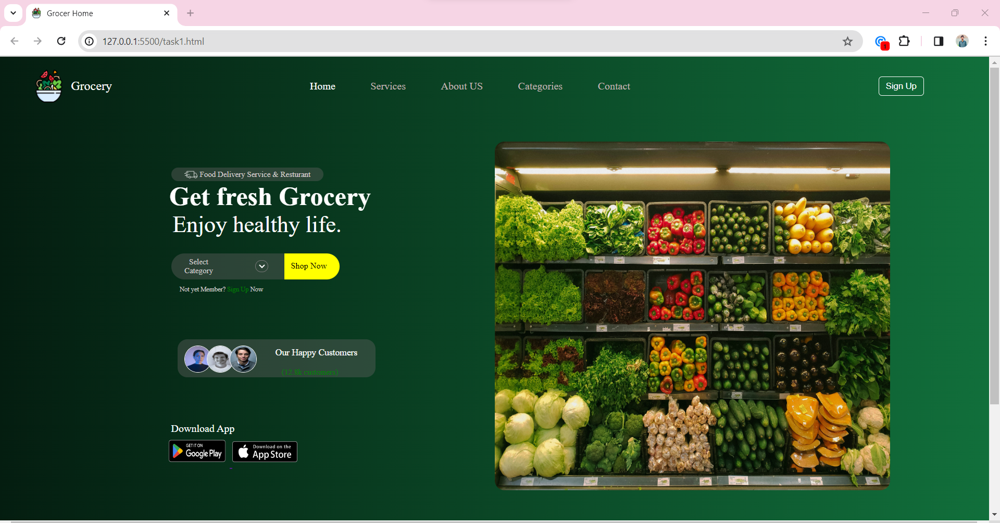 Grocer Home
127.0.0.1:5500/task1.html
1
Grocery
Home
Services
About US
Categories
Contact
Sign Up
Food Delivery Service & Resturant
Get fresh Grocery
Enjoy healthy life.
Select
Category
Shop Now
Not yet Member? Sign Up Now
Our Happy Customers
(12.8k customers)
Download App
GET IT ON
Google Play
Download on the
App Store